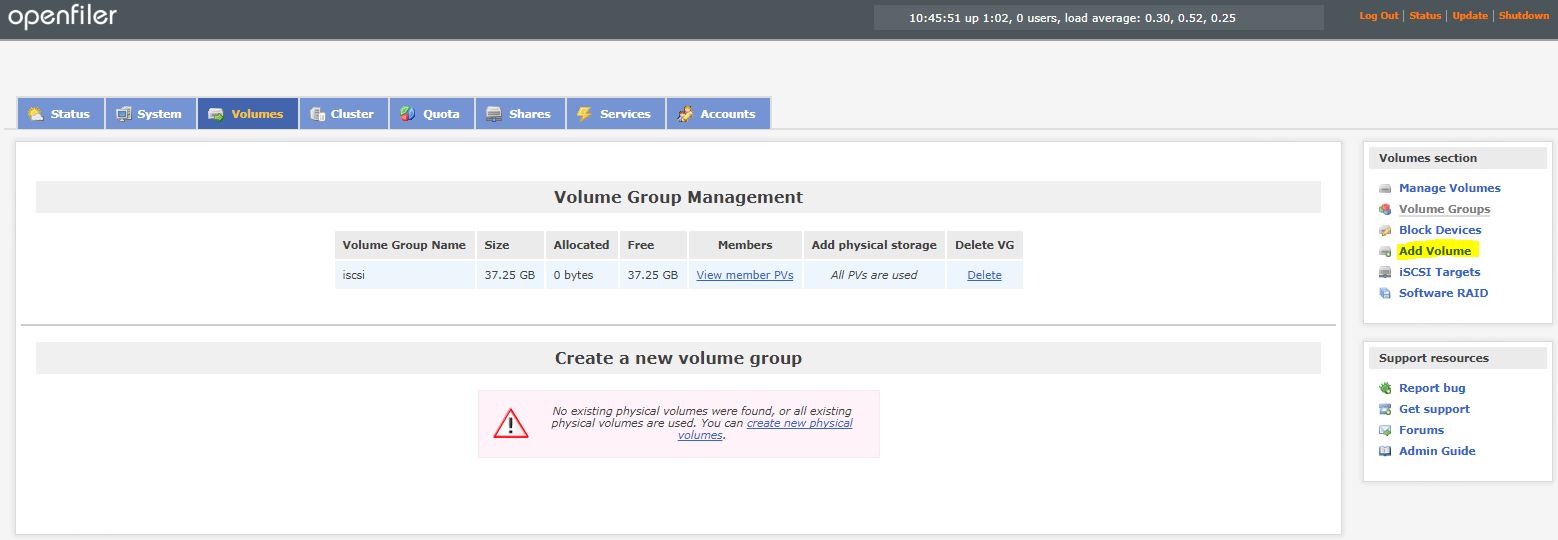 openfiler
10:45:51 up 1:02, 0 users, load average: 0.30, 0.52, 0.25
Log Out | Status | Update | Shutdown
Status System Volumes Cluster Quota Shares Services Accounts
Volume Group Management
Volume Group Name Size Allocated Free Members Add physical storage Delete VG
iscsi 37.25 GB 0 bytes 37.25 GB View member PVs All PVs are used Delete
Create a new volume group
No existing physical volumes were found, or all existing
physical volumes are used. You can create new physical
volumes.
Volumes section
Manage Volumes
Volume Groups
Block Devices
Add Volume
iSCSI Targets
Software RAID
Support resources
Report bug
Get support
Forums
Admin Guide